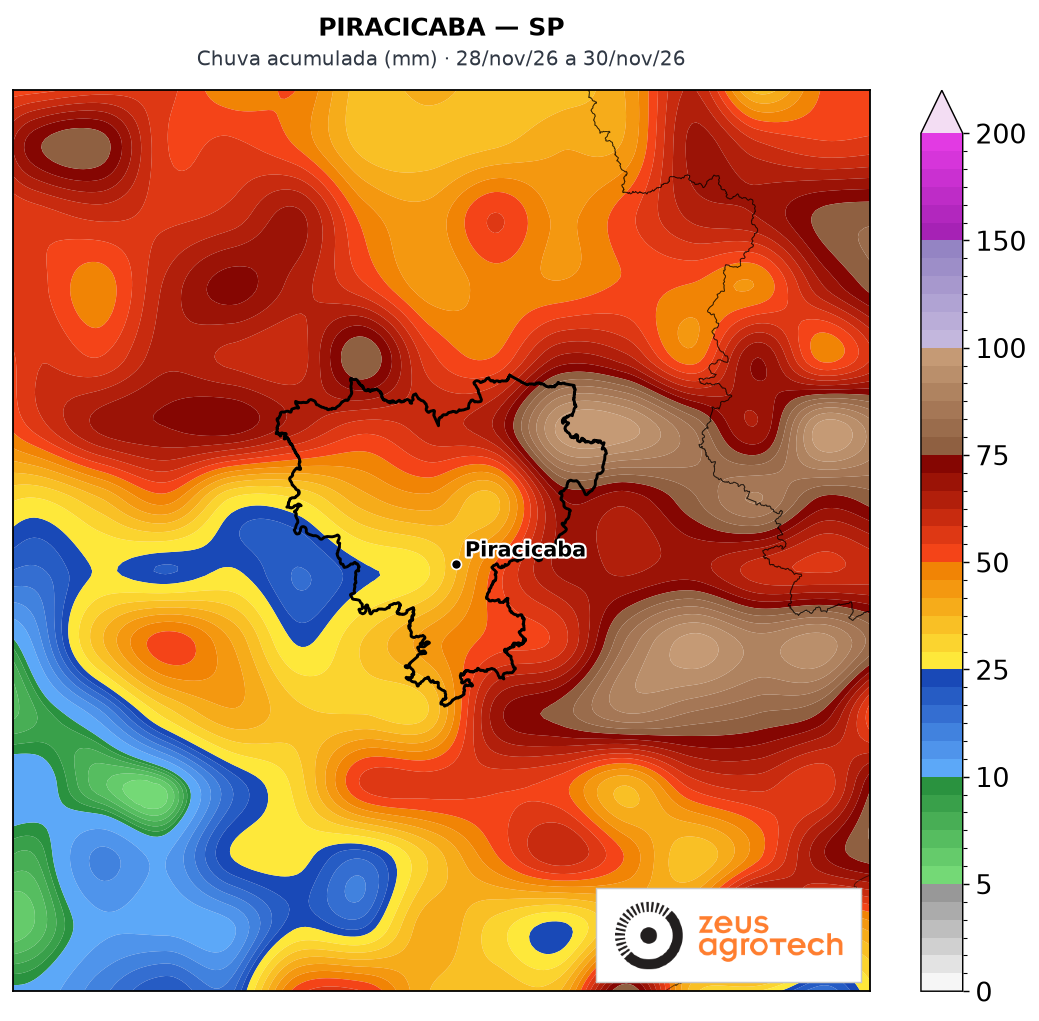 PIRACICABA — SP
Chuva acumulada (mm) · 28/nov/26 a 30/nov/26
200
150
100
75
50
25
10
5
0
Piracicaba
zeus
agrotech